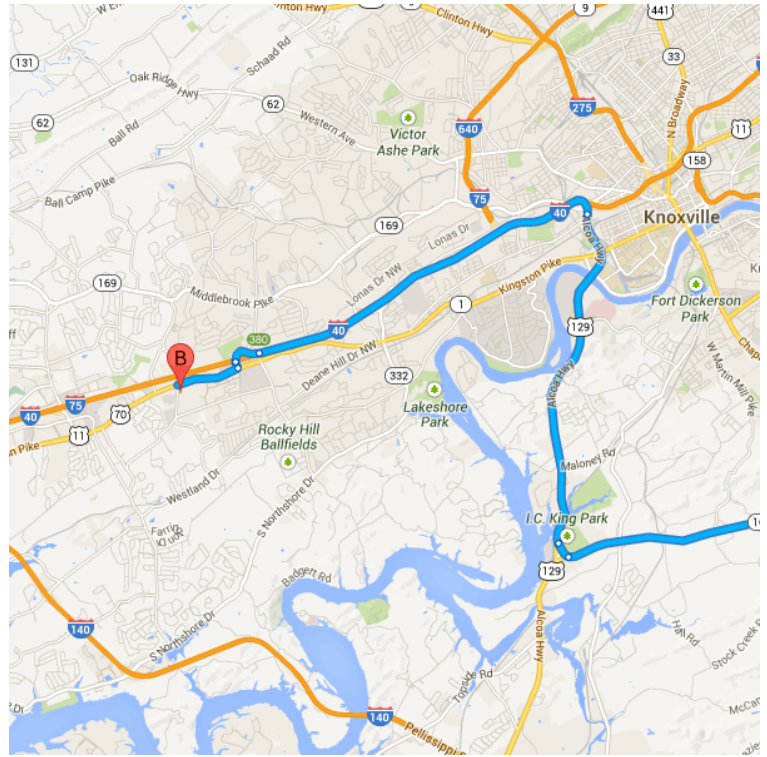 Clinton Hwy
9
441
131
Schaad Rd
33
Oak Ridge Hwy
62
62
275
N Broadway
Ball Rd
Western Ave
Victor
Ashe Park
640
11
158
Ball Camp Pike
75
40
Knoxville
169
Lonas Dr
Alcoa Hwy
Kingston Pike
169
Middlebrook Pike
Lonas Dr NW
1
Fort Dickerson
Park
40
129
380
B
Deane Hill Dr NW
W Martin Mill Pike
332
Alcoa Hwy
75
40
70
11
Lakeshore
Park
Rocky Hill
Ballfields
Maloney Rd
Westland Dr
S Northshore Dr
I.C. King Park
129
Badgett Rd
140
S Northshore Dr
Alcoa Hwy
Topside Rd
140
Pellissippi